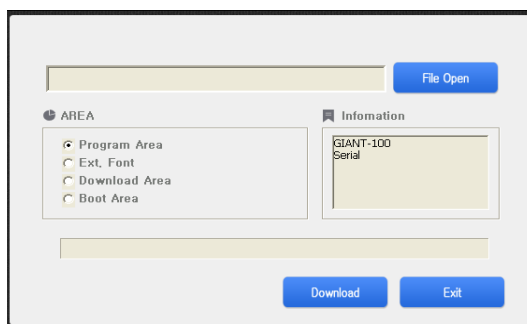 File Open
AREA
Program Area
Ext. Font
Download Area
Boot Area
Infomation
GIANT-100
Serial
Download
Exit